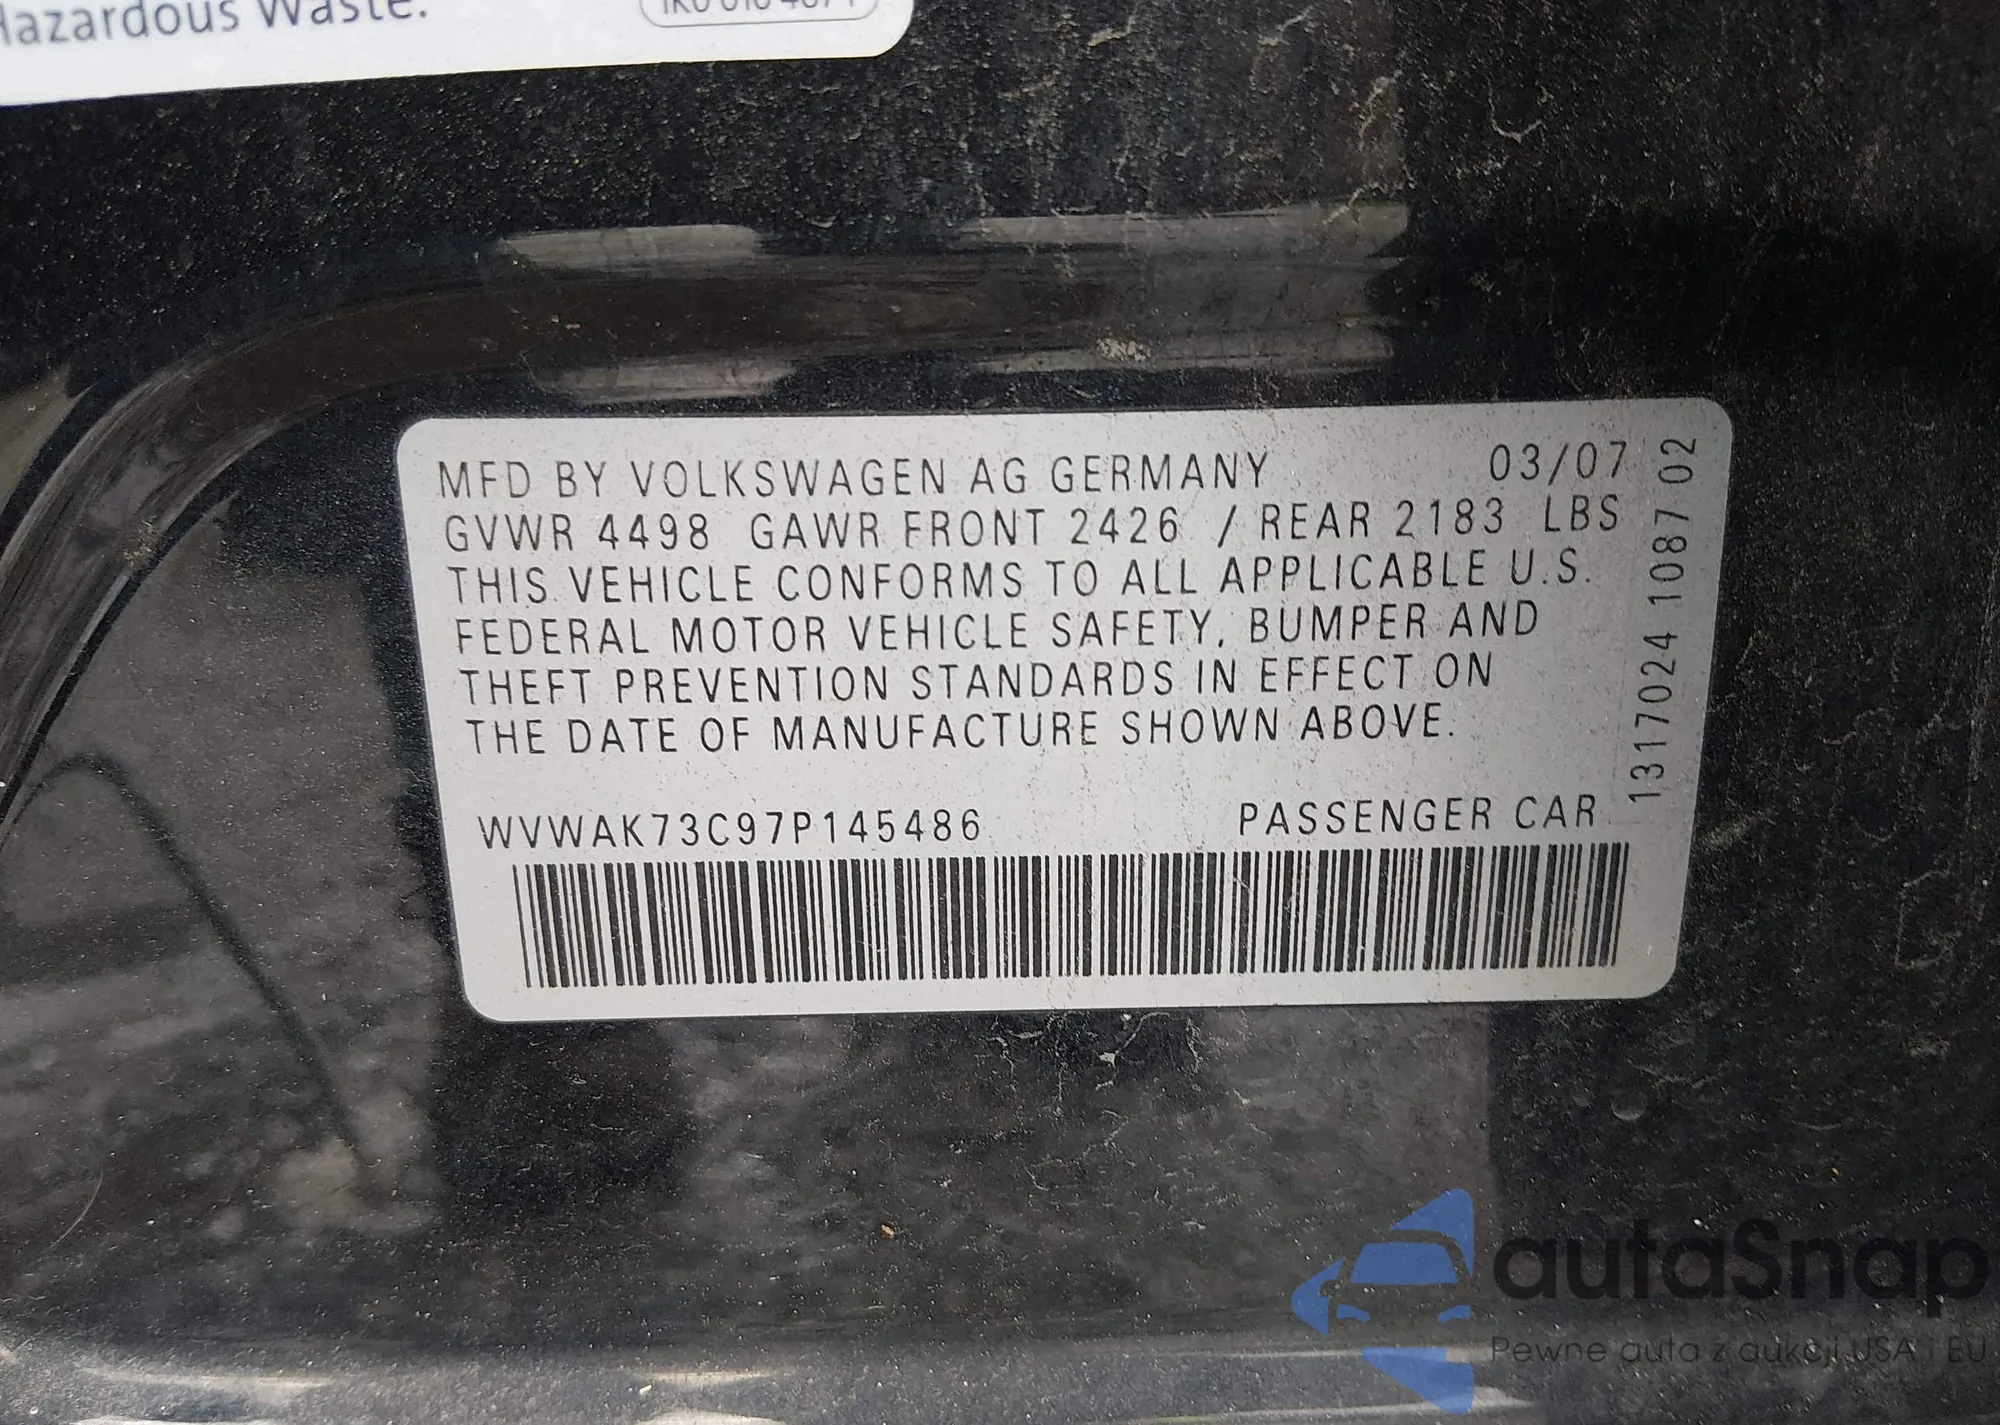 Hazardous Waste.
MFD BY VOLKSWAGEN AG GERMANY 03/07
GVWR 4498 GAWR FRONT 2426 / REAR 2183 LBS
THIS VEHICLE CONFORMS TO ALL APPLICABLE U.S.
FEDERAL MOTOR VEHICLE SAFETY, BUMPER AND
THEFT PREVENTION STANDARDS IN EFFECT ON
THE DATE OF MANUFACTURE SHOWN ABOVE.
WVWAK73C97P145486 PASSENGER CAR
1317024 1087 02
autaSnap
Pewne auta z aukcji USA i EU